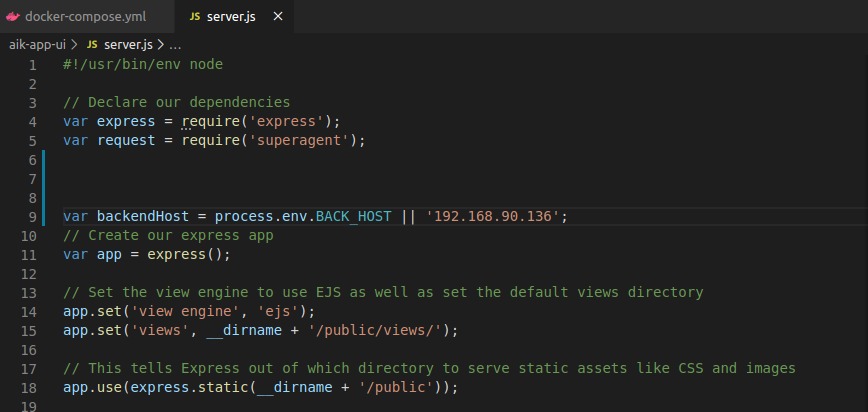 docker-compose.yml JS server.js ×
aik-app-ui > JS server.js > ...
1 #!/usr/bin/env node
2
3 // Declare our dependencies
4 var express = require('express');
5 var request = require('superagent');
6
7
8
9 var backendHost = process.env.BACK_HOST || '192.168.90.136';
10 // Create our express app
11 var app = express();
12
13 // Set the view engine to use EJS as well as set the default views directory
14 app.set('view engine', 'ejs');
15 app.set('views', __dirname + '/public/views/');
16
17 // This tells Express out of which directory to serve static assets like CSS and images
18 app.use(express.static(__dirname + '/public'));
19